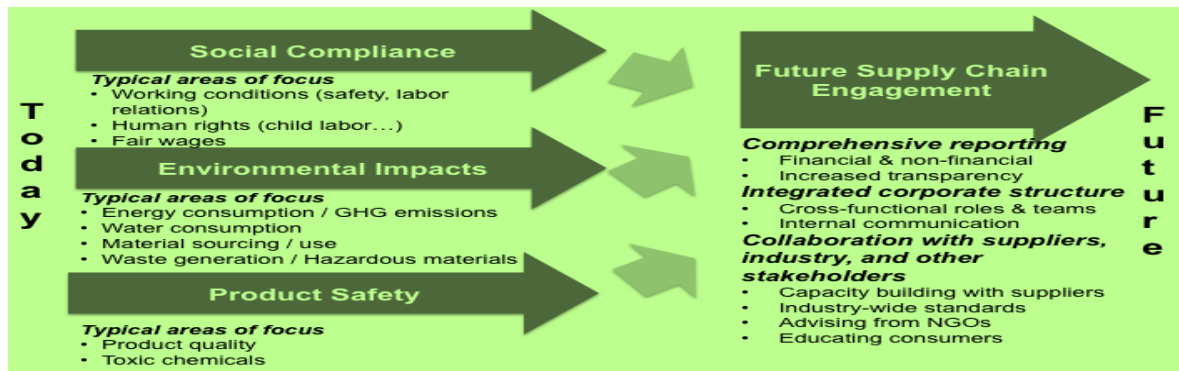 Today
Social Compliance
Typical areas of focus
• Working conditions (safety, labor
relations)
• Human rights (child labor…)
• Fair wages
Environmental Impacts
Typical areas of focus
• Energy consumption / GHG emissions
• Water consumption
• Material sourcing / use
• Waste generation / Hazardous materials
Product Safety
Typical areas of focus
• Product quality
• Toxic chemicals
Future Supply Chain
Engagement
Comprehensive reporting
• Financial & non-financial
• Increased transparency
Integrated corporate structure
• Cross-functional roles & teams
• Internal communication
Collaboration with suppliers,
industry, and other
stakeholders
• Capacity building with suppliers
• Industry-wide standards
• Advising from NGOs
• Educating consumers
Future